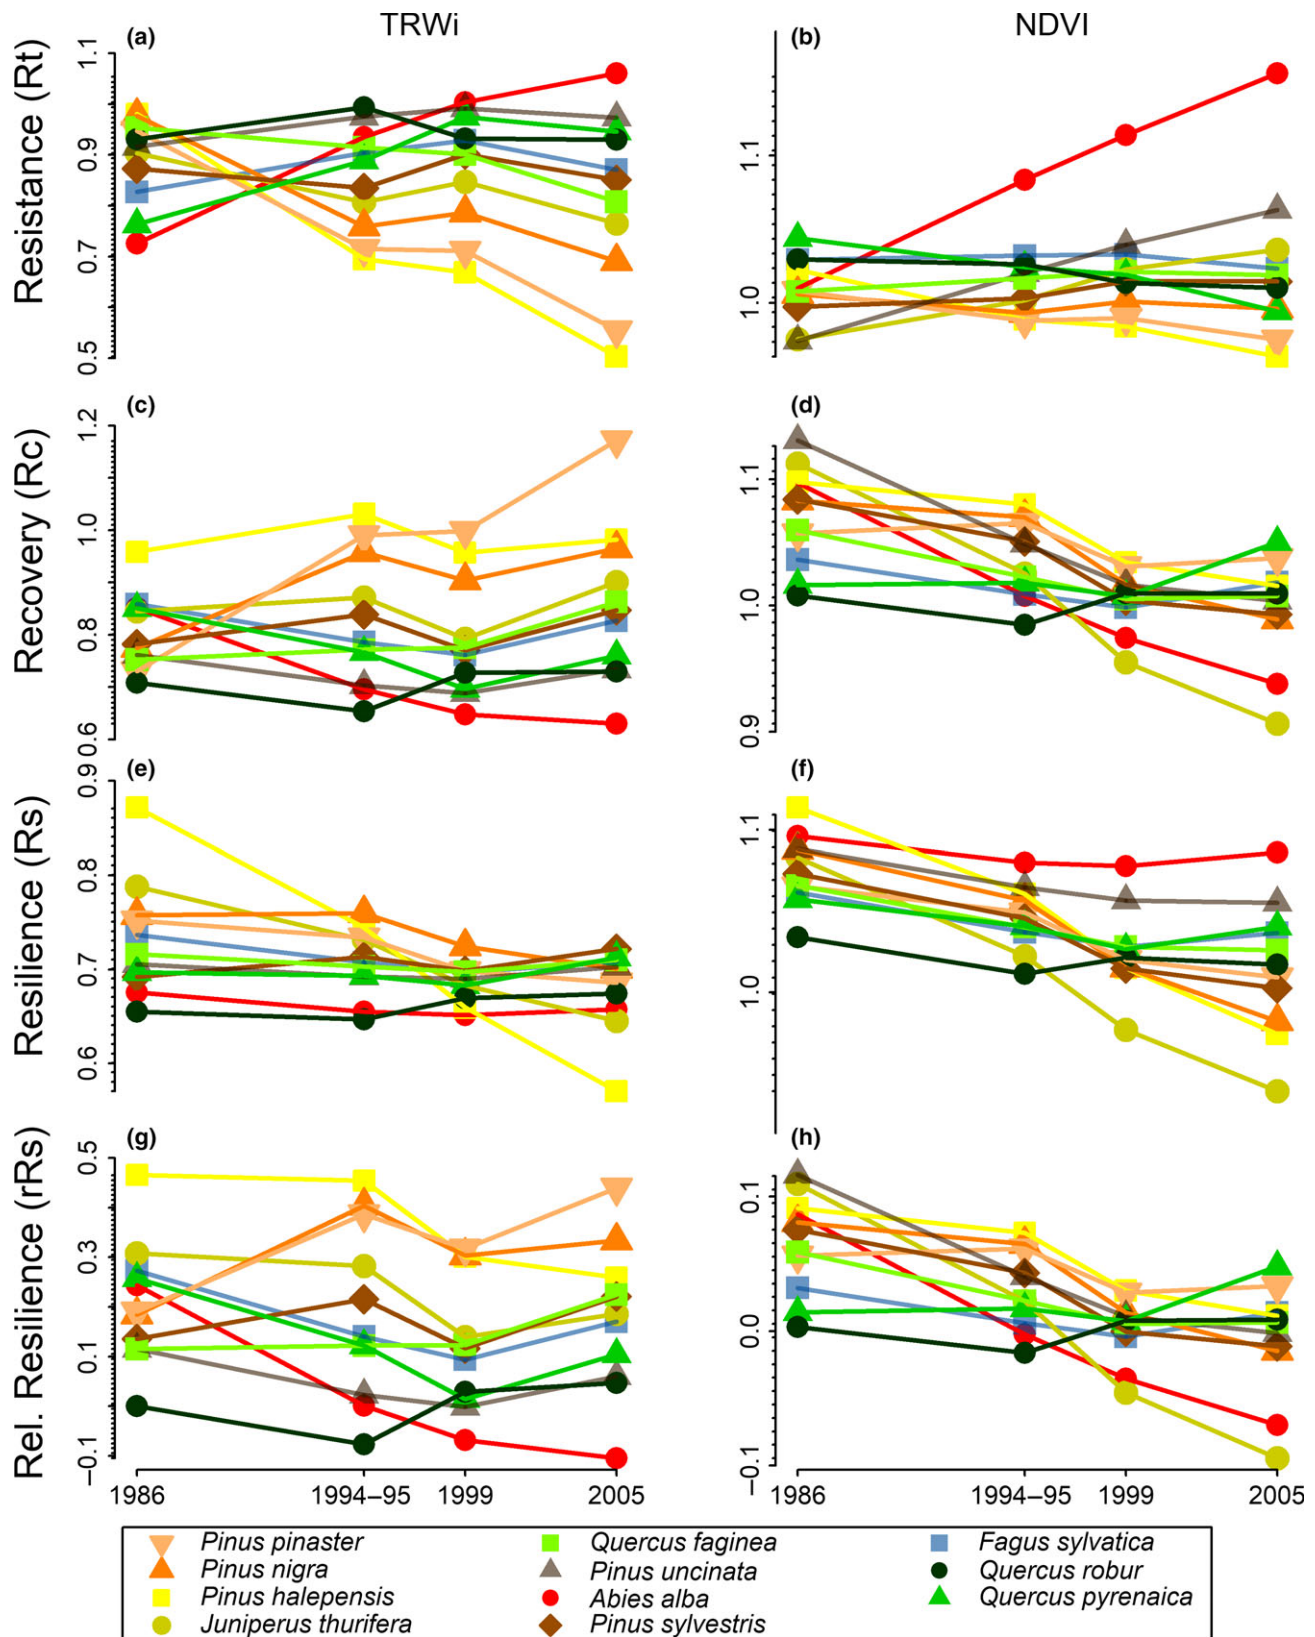 TRWi NDVI
(a) (b)
Resistance (Rt)
1.1
0.9
0.7
0.5
1.1
1.0
(c) (d)
Recovery (Rc)
1.2
1.0
0.8
0.6
1.1
1.0
0.9
(e) (f)
Resilience (Rs)
0.9
0.8
0.7
0.6
1.1
1.0
(g) (h)
Rel. Resilience (rRs)
0.5
0.3
0.1
−0.1
0.1
0.0
−0.1
1986 1994–95 1999 2005 1986 1994–95 1999 2005
Pinus pinaster Quercus faginea Fagus sylvatica
Pinus nigra Pinus uncinata Quercus robur
Pinus halepensis Abies alba Quercus pyrenaica
Juniperus thurifera Pinus sylvestris